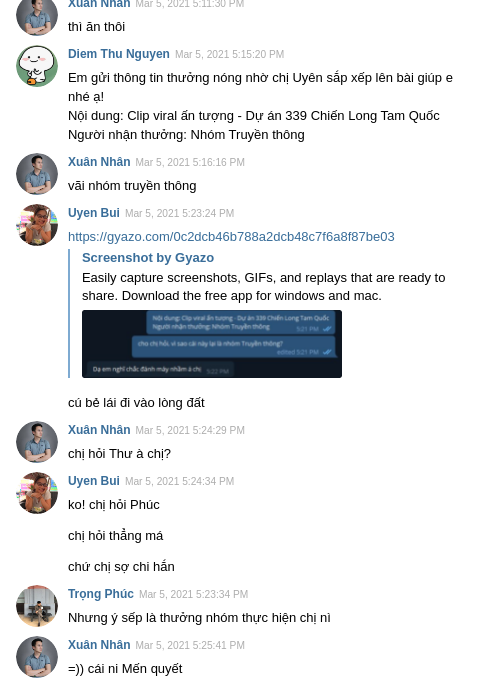 Xuân Nhân Mar 5, 2021 5:11:30 PM
thì ăn thôi
Diem Thu Nguyen Mar 5, 2021 5:15:20 PM
Em gửi thông tin thưởng nóng nhờ chị Uyên sắp xếp lên bài giúp e
nhé ạ!
Nội dung: Clip viral ấn tượng - Dự án 339 Chiến Long Tam Quốc
Người nhận thưởng: Nhóm Truyền thông
Xuân Nhân Mar 5, 2021 5:16:16 PM
vãi nhóm truyền thông
Uyen Bui Mar 5, 2021 5:23:24 PM
https://gyazo.com/0c2dcb46b788a2dcb48c7f6a8f87be03
Screenshot by Gyazo
Easily capture screenshots, GIFs, and replays that are ready to
share. Download the free app for windows and mac.
Nội dung: Clip viral ấn tượng - Dự án 339 Chiến Long Tam Quốc
Người nhận thưởng: Nhóm Truyền thông 5:21 PM
cho chị hỏi, vì sao cái này lại là nhóm Truyền thông?
edited 5:21 PM
Dạ em nghĩ chắc đánh máy nhầm á chị 5:22 PM
cú bẻ lái đi vào lòng đất
Xuân Nhân Mar 5, 2021 5:24:29 PM
chị hỏi Thư à chị?
Uyen Bui Mar 5, 2021 5:24:34 PM
ko! chị hỏi Phúc
chị hỏi thẳng má
chứ chị sợ chi hắn
Trọng Phúc Mar 5, 2021 5:23:34 PM
Nhưng ý sếp là thưởng nhóm thực hiện chị nì
Xuân Nhân Mar 5, 2021 5:25:41 PM
=)) cái ni Mến quyết